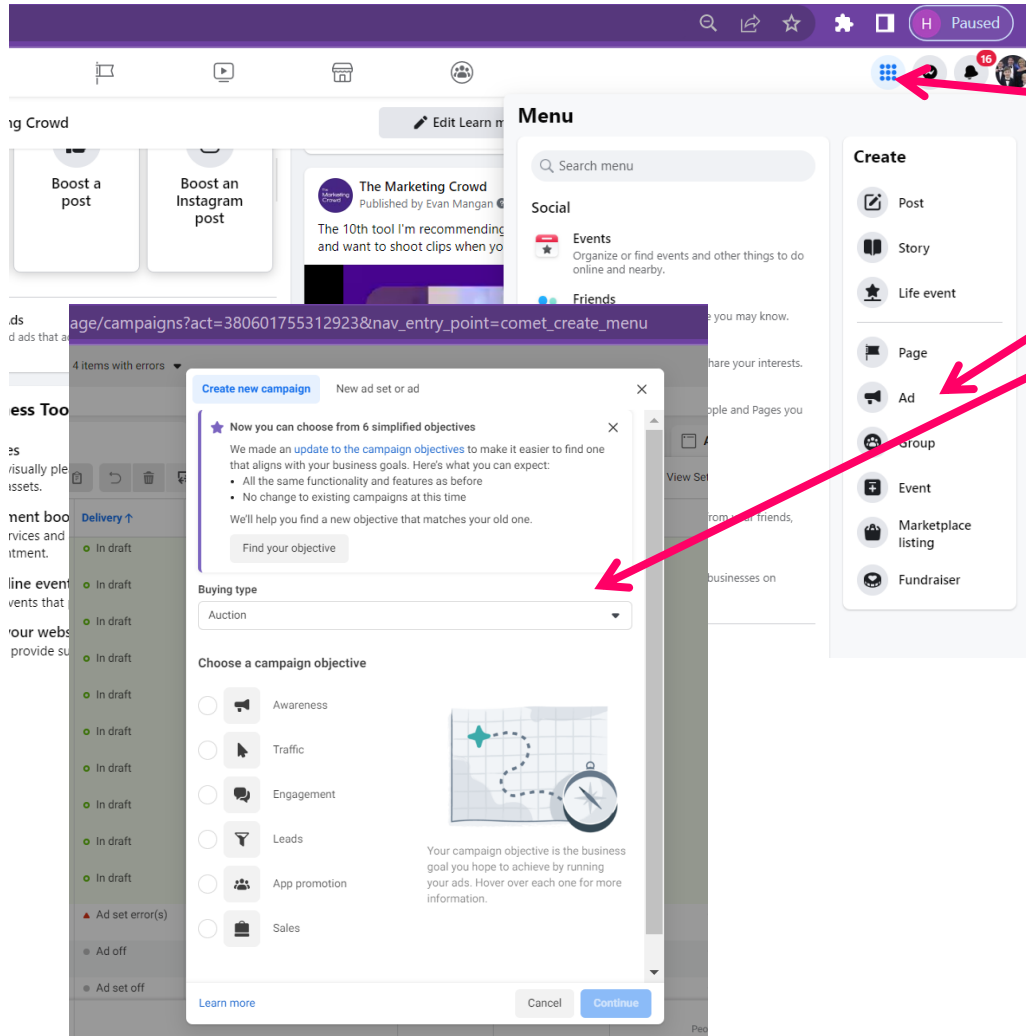 H Paused
16
ng Crowd
Edit Learn m
Menu
Search menu
Boost a
post
Boost an
Instagram
post
The Marketing Crowd
Published by Evan Mangan
The 10th tool I'm recommending
and want to shoot clips when yo
Social
Events
Organize or find events and other things to do
online and nearby.
Friends
e you may know.
hare your interests.
ople and Pages you
from your friends,
businesses on
Create
Post
Story
Life event
Page
Ad
Group
Event
Marketplace
listing
Fundraiser
ds
d ads that a
ess Too
es
visually ple
assets.
ment boo
rvices and
ntment.
line event
vents that
your webs
provide su
age/campaigns?act=380601755312923&nav_entry_point=comet_create_menu
4 items with errors
View Set
Delivery ↑
In draft
In draft
In draft
In draft
In draft
In draft
In draft
In draft
In draft
In draft
Ad set error(s)
Ad off
Ad set off
Peo
Create new campaign
New ad set or ad
Now you can choose from 6 simplified objectives
We made an update to the campaign objectives to make it easier to find one
that aligns with your business goals. Here's what you can expect:
• All the same functionality and features as before
• No change to existing campaigns at this time
We'll help you find a new objective that matches your old one.
Find your objective
Buying type
Auction
Choose a campaign objective
Awareness
Traffic
Engagement
Leads
App promotion
Sales
Your campaign objective is the business
goal you hope to achieve by running
your ads. Hover over each one for more
information.
Learn more
Cancel
Continue